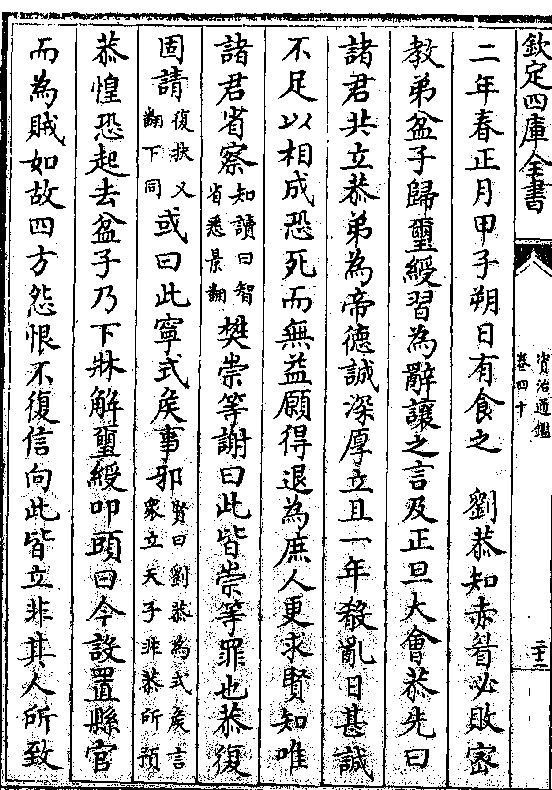 欽定四庫全書
資治通鑑
卷四十
二十三
二年春正月甲子朔日有食之　劉恭知赤眉必敗密
教弟盆子歸璽綬習為辭讓之言及正旦大會恭先曰
諸君共立恭弟為帝德誠深厚立且一年殽亂日甚誠
不足以相成恐死而無益願得退為庶人更求賢知唯
諸君省察知讀曰智省悉景翻樊崇等謝曰此皆崇等罪也恭復
固請復扶又翻下同或曰此寧式矦事邪賢曰劉恭為式矦言衆立天子非恭所預
恭惶恐起去盆子乃下牀解璽綬叩頭曰今設置縣官
而為賊如故四方怨恨不復信向此皆立非其人所致